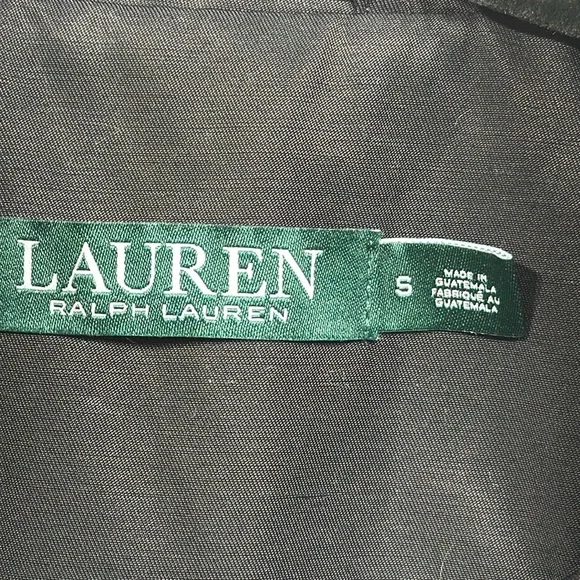 LAUREN
RALPH LAUREN
S
MADE IN
GUATEMALA
FABRIQUÉ AU
GUATEMALA